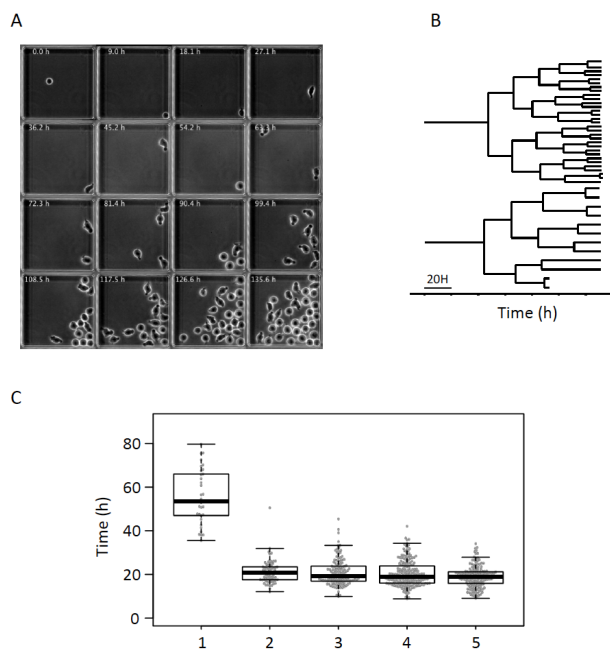 A
B
0.0 h
9.0 h
18.1 h
27.1 h
36.2 h
45.2 h
54.2 h
63.3 h
72.3 h
81.4 h
90.4 h
99.4 h
108.5 h
117.5 h
126.6 h
135.6 h
20H
Time (h)
C
Time (h)
80
60
40
20
0
1 2 3 4 5